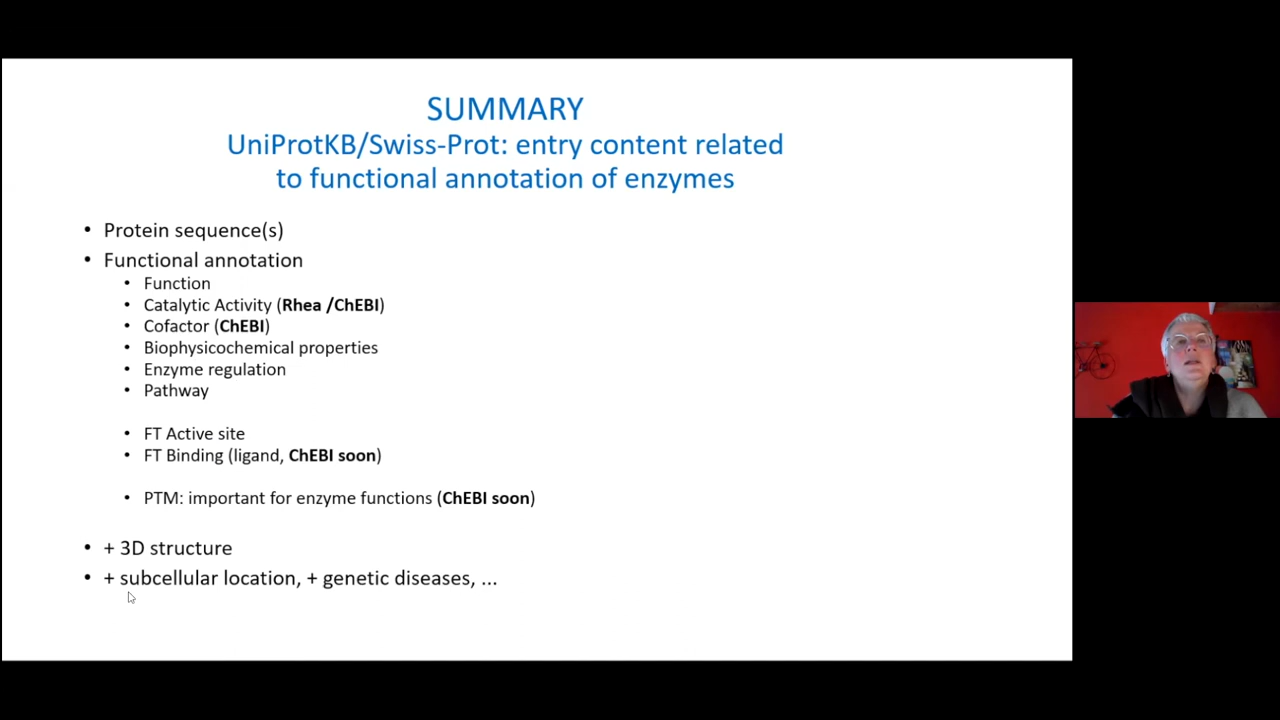 SUMMARY
UniProtKB/Swiss-Prot: entry content related
to functional annotation of enzymes
• Protein sequence(s)
• Functional annotation
• Function
• Catalytic Activity (Rhea /ChEBI)
• Cofactor (ChEBI)
• Biophysicochemical properties
• Enzyme regulation
• Pathway
• FT Active site
• FT Binding (ligand, ChEBI soon)
• PTM: important for enzyme functions (ChEBI soon)
• + 3D structure
• + subcellular location, + genetic diseases, ...